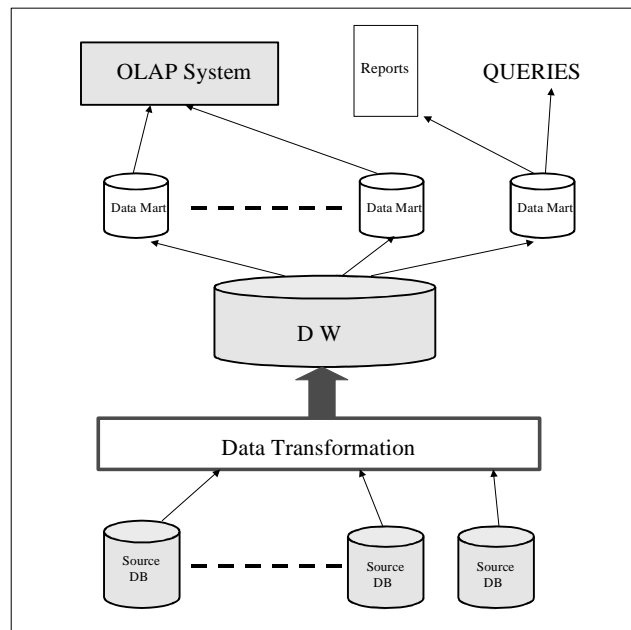 OLAP System
Reports
QUERIES
Data Mart
Data Mart
Data Mart
D W
Data Transformation
Source
DB
Source
DB
Source
DB